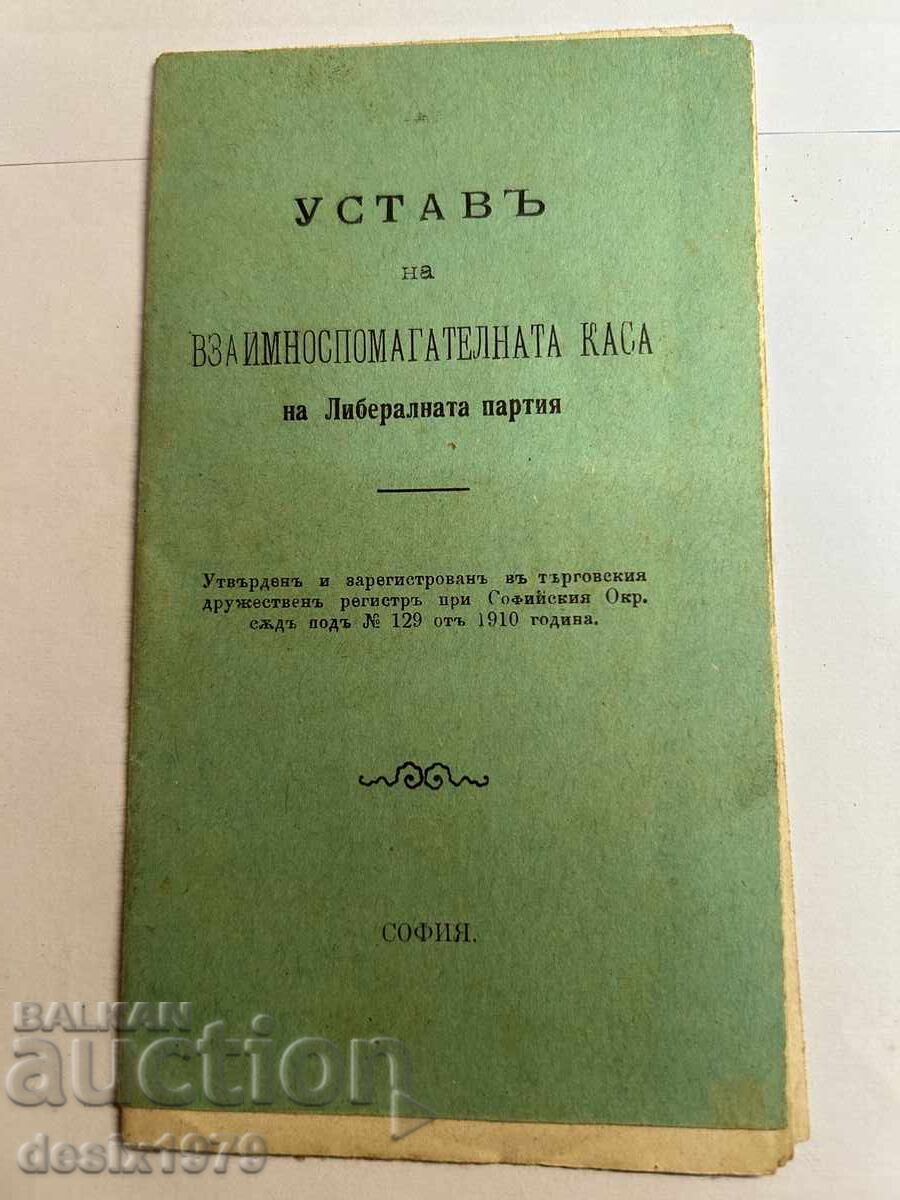 УСТАВЪ
на
ВЗАИМНОСПОМАГАТЕЛНАТА КАСА
на Либералната партия
Утвърденъ и зарегистрованъ въ търговския
дружественъ регистръ при Софийския Окр.
сѫдъ подъ № 129 отъ 1910 година.
СОФИЯ.
BALKAN
auction
desix1979